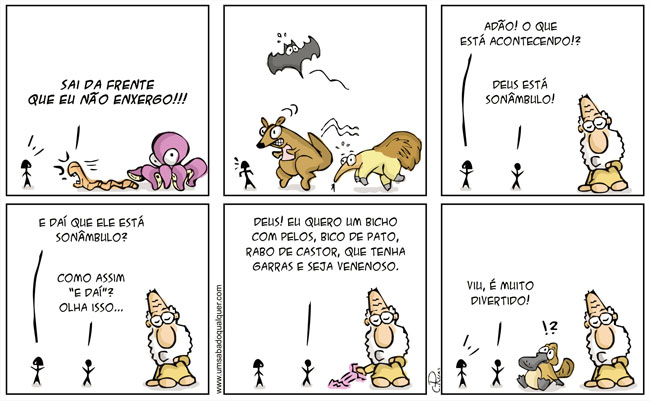 SAI DA FRENTE
QUE EU NÃO ENXERGO!!!
ADÃO! O QUE
ESTÁ ACONTECENDO!?
DEUS ESTÁ
SONÂMBULO!
E DAÍ QUE ELE ESTÁ
SONÂMBULO?
COMO ASSIM
"E DAÍ"?
OLHA ISSO...
www.umsabadoqualquer.com
DEUS! EU QUERO UM BICHO
COM PELOS, BICO DE PATO,
RABO DE CASTOR, QUE TENHA
GARRAS E SEJA VENENOSO.
VIU, É MUITO
DIVERTIDO!
!?